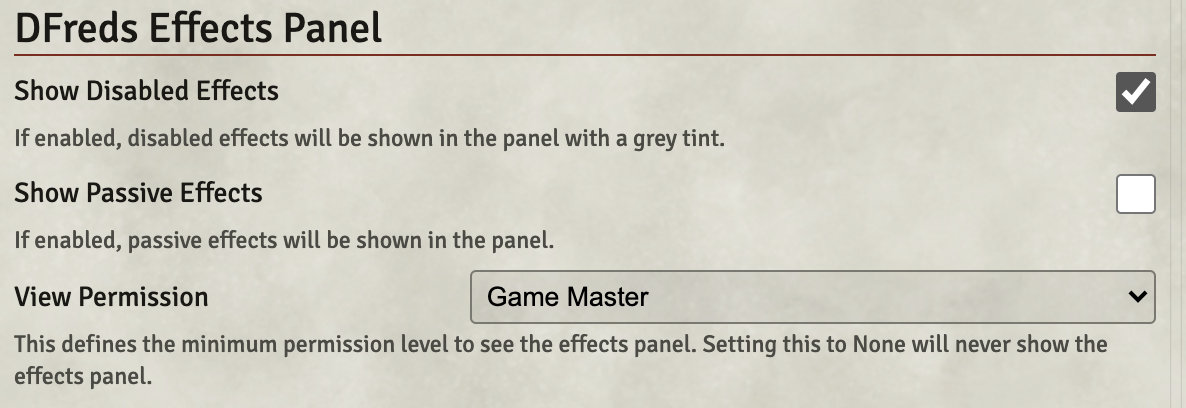 DFreds Effects Panel
Show Disabled Effects
If enabled, disabled effects will be shown in the panel with a grey tint.
Show Passive Effects
If enabled, passive effects will be shown in the panel.
View Permission
Game Master
This defines the minimum permission level to see the effects panel. Setting this to None will never show the
effects panel.